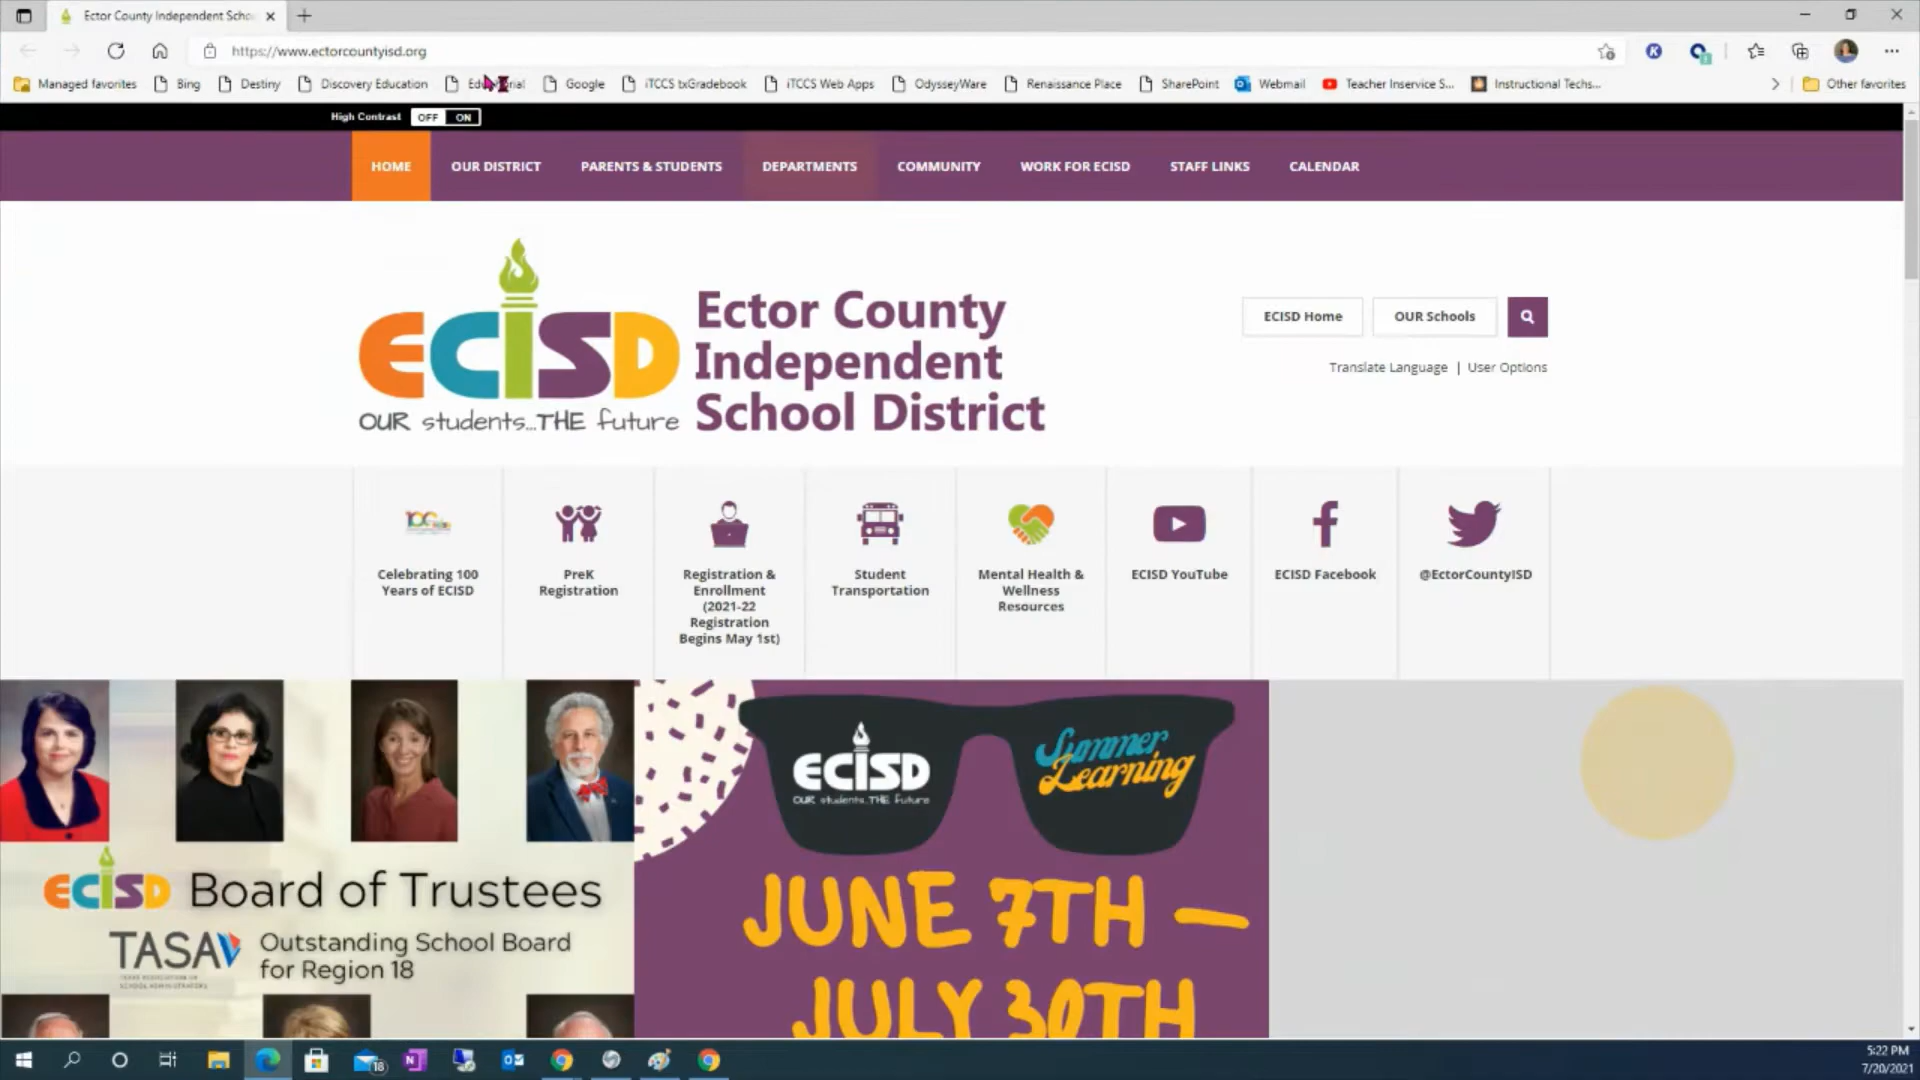 Ector County Independent Scho
https://www.ectorcountyisd.org
Managed favorites Bing Destiny Discovery Education Google iTCCS txGradebook iTCCS Web Apps OdysseyWare Renaissance Place SharePoint Webmail Teacher Inservice S... Instructional Techs... Other favorites
High Contrast OFF ON
HOME OUR DISTRICT PARENTS & STUDENTS DEPARTMENTS COMMUNITY WORK FOR ECISD STAFF LINKS CALENDAR
ECISD
OUR students...THE future
Ector County
Independent
School District
ECISD Home OUR Schools
Translate Language | User Options
Celebrating 100
Years of ECISD
PreK
Registration
Registration &
Enrollment
(2021-22
Registration
Begins May 1st)
Student
Transportation
Mental Health &
Wellness
Resources
ECISD YouTube
ECISD Facebook
@EctorCountyISD
ECISD Board of Trustees
TASA
Outstanding School Board
for Region 18
ECISD
OUR students...THE future
Summer
Learning
JUNE 7TH –
JULY 30TH
18
5:22 PM
7/20/2021